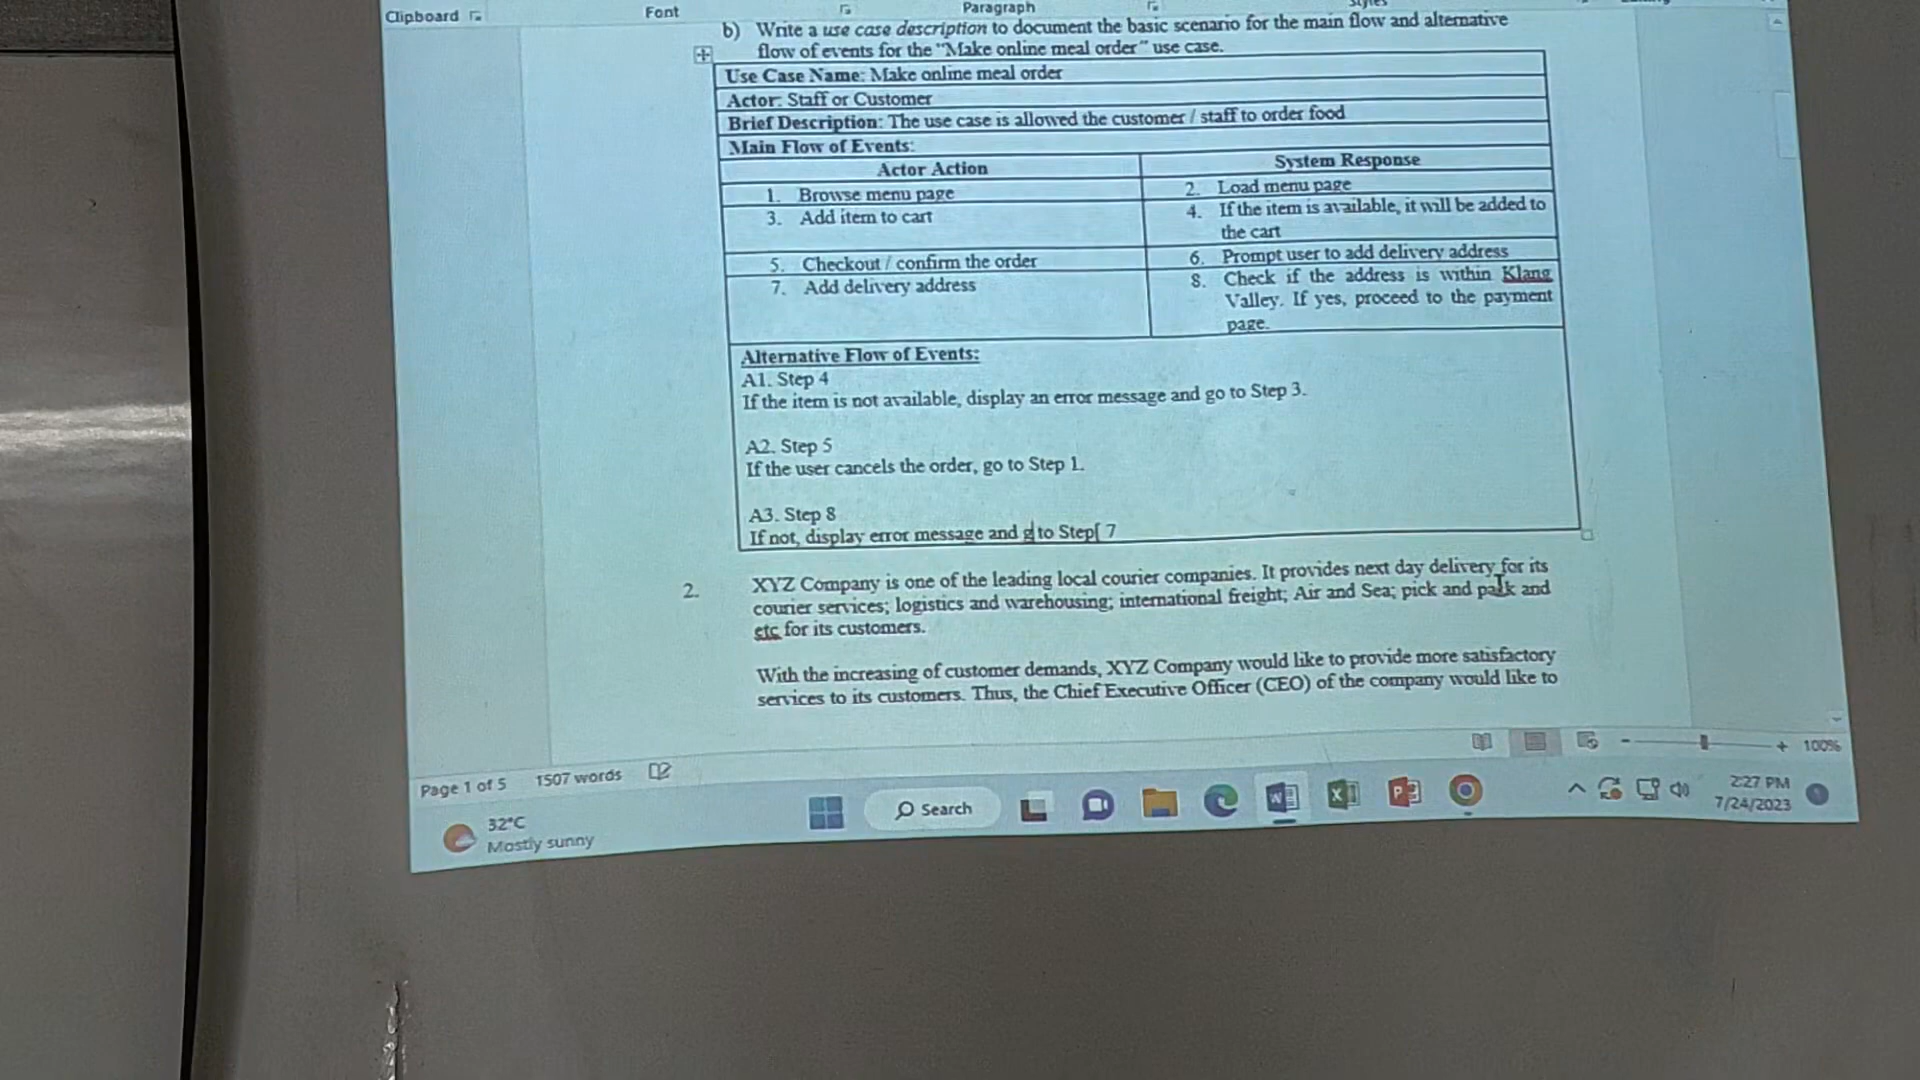 Clipboard Font Paragraph
b) Write a use case description to document the basic scenario for the main flow and alternative
flow of events for the "Make online meal order" use case.
Use Case Name: Make online meal order
Actor: Staff or Customer
Brief Description: The use case is allowed the customer / staff to order food
Main Flow of Events:
Actor Action System Response
1. Browse menu page 2. Load menu page
3. Add item to cart 4. If the item is available, it will be added to
the cart
5. Checkout / confirm the order 6. Prompt user to add delivery address
7. Add delivery address 8. Check if the address is within Klang
Valley. If yes, proceed to the payment
page.
Alternative Flow of Events:
A1. Step 4
If the item is not available, display an error message and go to Step 3.
A2. Step 5
If the user cancels the order, go to Step 1.
A3. Step 8
If not, display error message and g to Step[ 7
2. XYZ Company is one of the leading local courier companies. It provides next day delivery for its
courier services; logistics and warehousing; international freight; Air and Sea; pick and pack and
etc for its customers.
With the increasing of customer demands, XYZ Company would like to provide more satisfactory
services to its customers. Thus, the Chief Executive Officer (CEO) of the company would like to
Page 1 of 5 1507 words 100%
32°C
Mostly sunny
Search
2:27 PM
7/24/2023